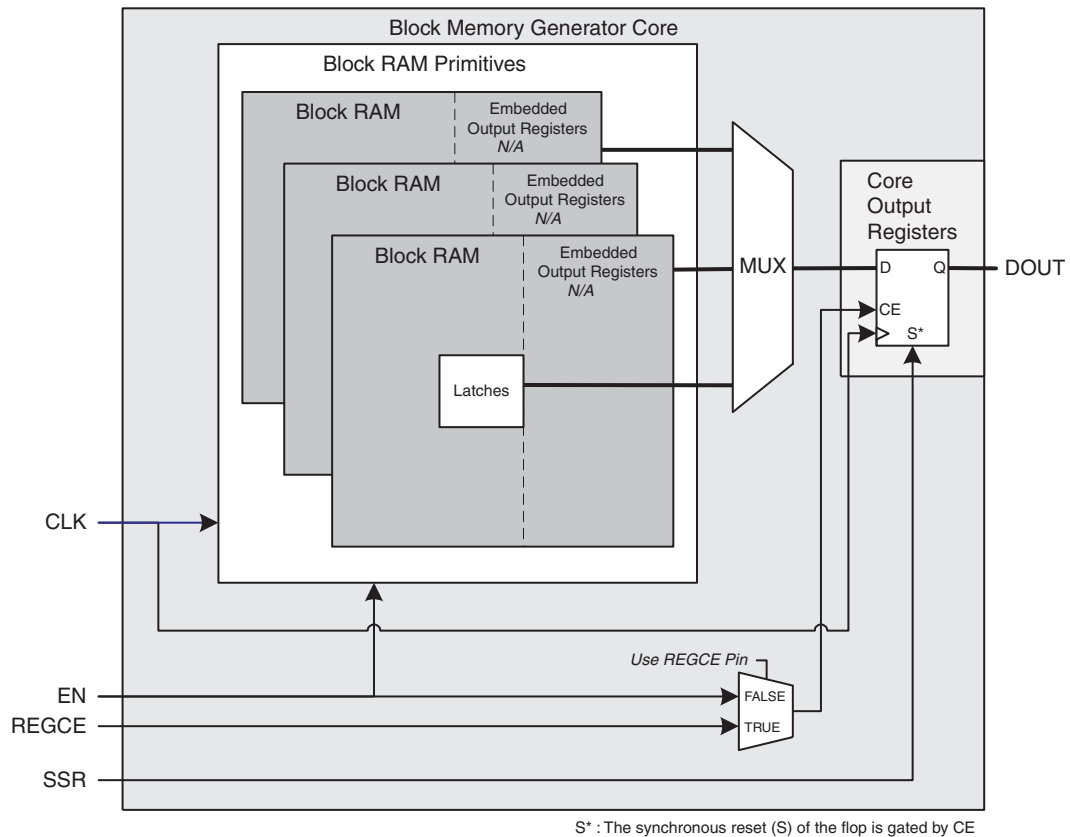 Block Memory Generator Core
Block RAM Primitives
Block RAM
Embedded
Output Registers
N/A
Block RAM
Embedded
Output Registers
N/A
Block RAM
Embedded
Output Registers
N/A
Latches
MUX
Core
Output
Registers
D
Q
CE
S*
DOUT
CLK
Use REGCE Pin
EN
FALSE
REGCE
TRUE
SSR
S* : The synchronous reset (S) of the flop is gated by CE